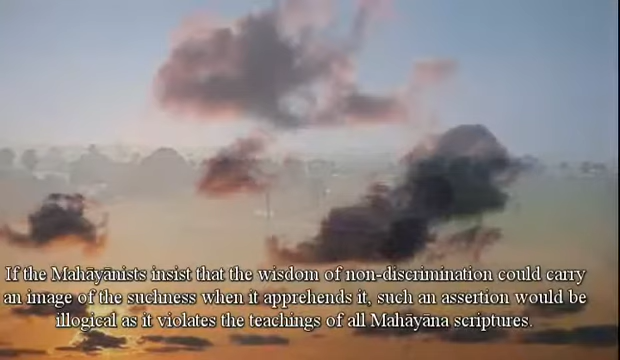 If the Mahāyānists insist that the wisdom of non-discrimination could carry
an image of the suchness when it apprehends it, such an assertion would be
illogical as it violates the teachings of all Mahāyāna scriptures.